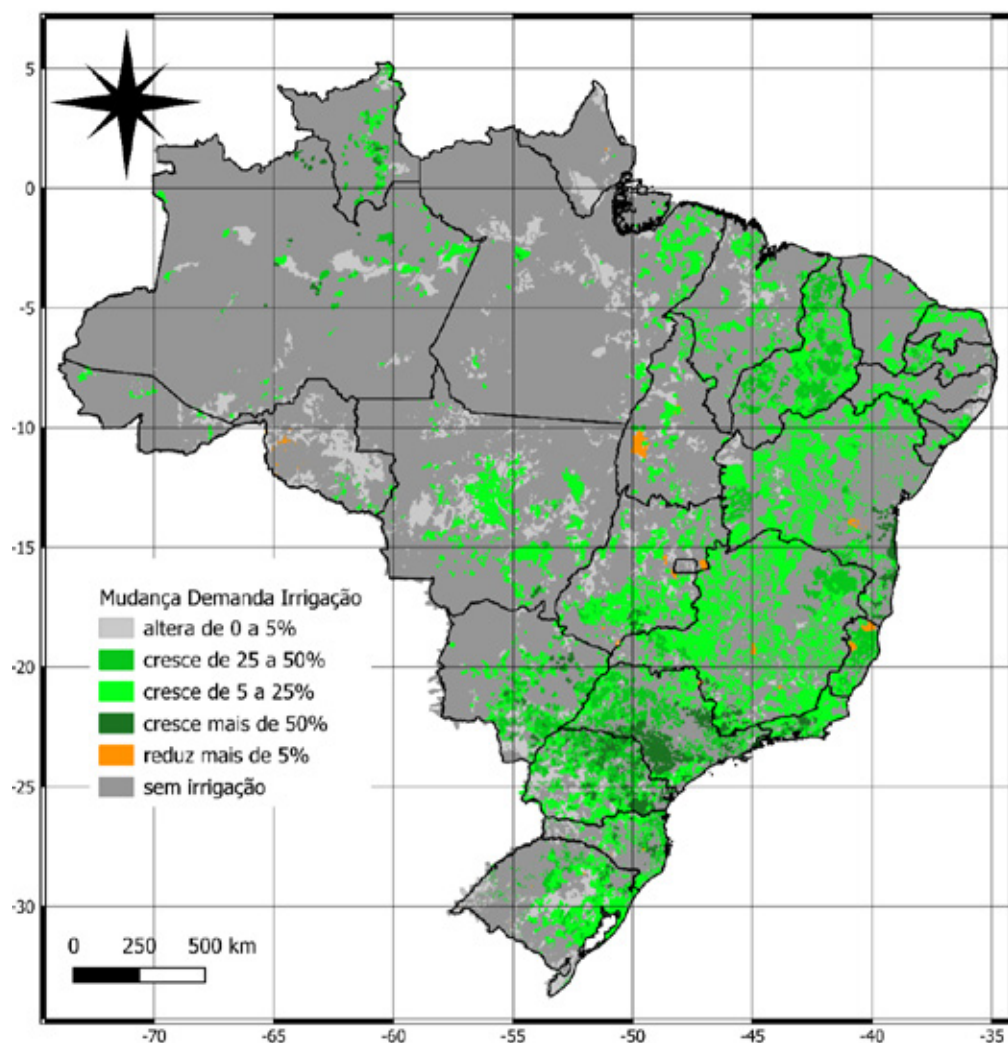 5
0
-5
-10
-15
-20
-25
-30
Mudança Demanda Irrigação
altera de 0 a 5%
cresce de 25 a 50%
cresce de 5 a 25%
cresce mais de 50%
reduz mais de 5%
sem irrigação
0 250 500 km
-70 -65 -60 -55 -50 -45 -40 -35